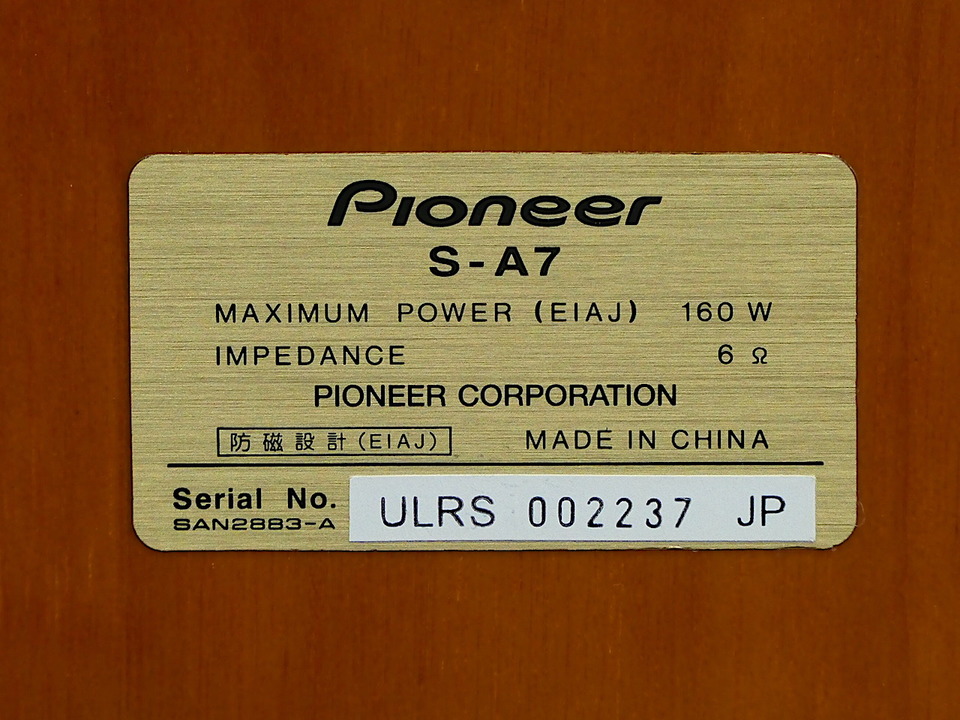 Pioneer
S-A7
MAXIMUM POWER (EIAJ) 160 W
IMPEDANCE 6 Ω
PIONEER CORPORATION
防磁設計(EIAJ) MADE IN CHINA
Serial No. ULRS 002237 JP
SAN2883-A